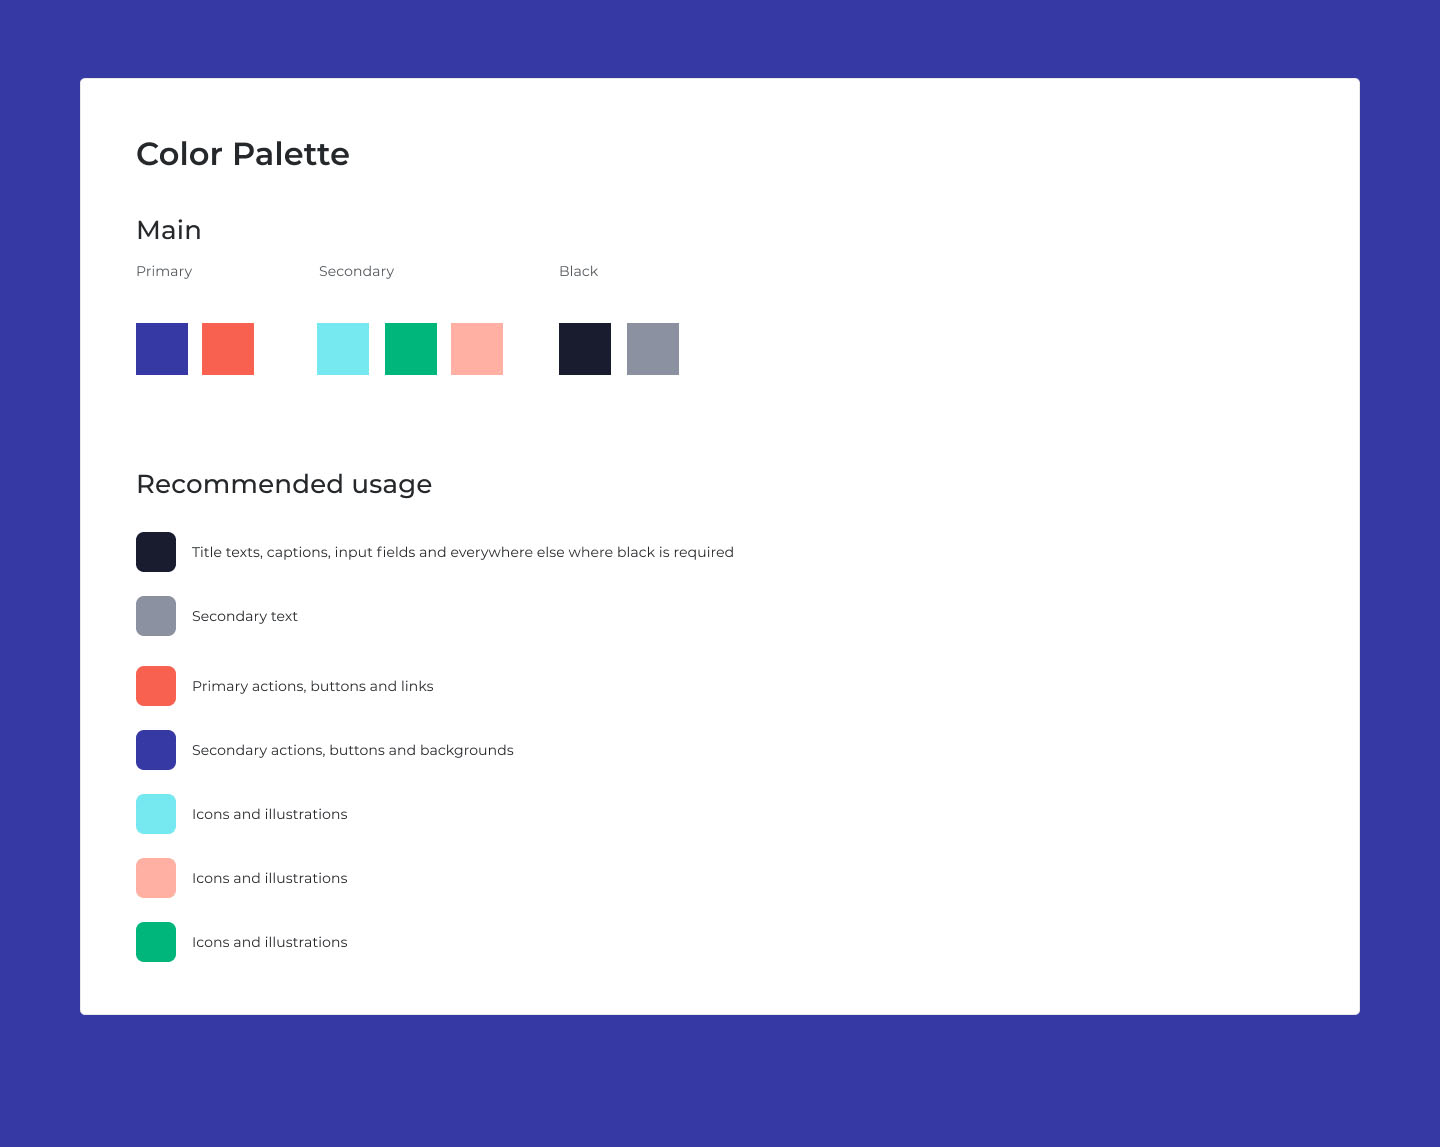 Color Palette
Main
Primary
Secondary
Black
Recommended usage
Title texts, captions, input fields and everywhere else where black is required
Secondary text
Primary actions, buttons and links
Secondary actions, buttons and backgrounds
Icons and illustrations
Icons and illustrations
Icons and illustrations